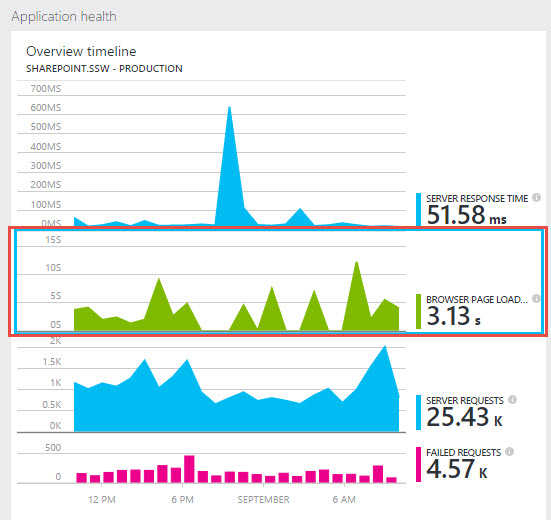 Application health
Overview timeline
SHAREPOINT.SSW - PRODUCTION
700MS
600MS
500MS
400MS
300MS
200MS
100MS
0MS
SERVER RESPONSE TIME
51.58 ms
15S
10S
5S
0S
BROWSER PAGE LOAD...
3.13 s
2K
1.5K
1K
0.5K
0K
SERVER REQUESTS
25.43 K
500
0
FAILED REQUESTS
4.57 K
12 PM 6 PM SEPTEMBER 6 AM